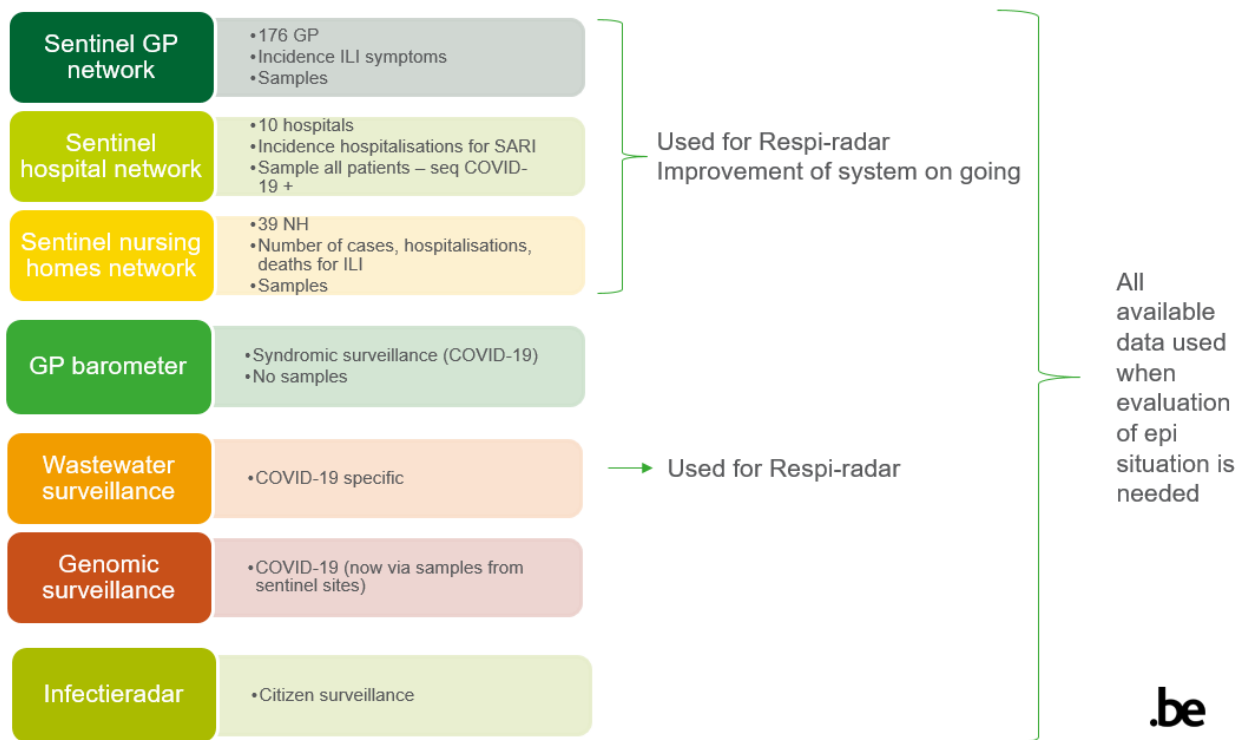 Sentinel GP
network
•176 GP
•Incidence ILI symptoms
•Samples
Sentinel
hospital network
•10 hospitals
•Incidence hospitalisations for SARI
•Sample all patients – seq COVID-
19 +
Sentinel nursing
homes network
•39 NH
•Number of cases, hospitalisations,
deaths for ILI
•Samples
Used for Respi-radar
Improvement of system on going
GP barometer
•Syndromic surveillance (COVID-19)
•No samples
Wastewater
surveillance
•COVID-19 specific
Used for Respi-radar
Genomic
surveillance
•COVID-19 (now via samples from
sentinel sites)
Infectieradar
•Citizen surveillance
All
available
data used
when
evaluation
of epi
situation is
needed
.be